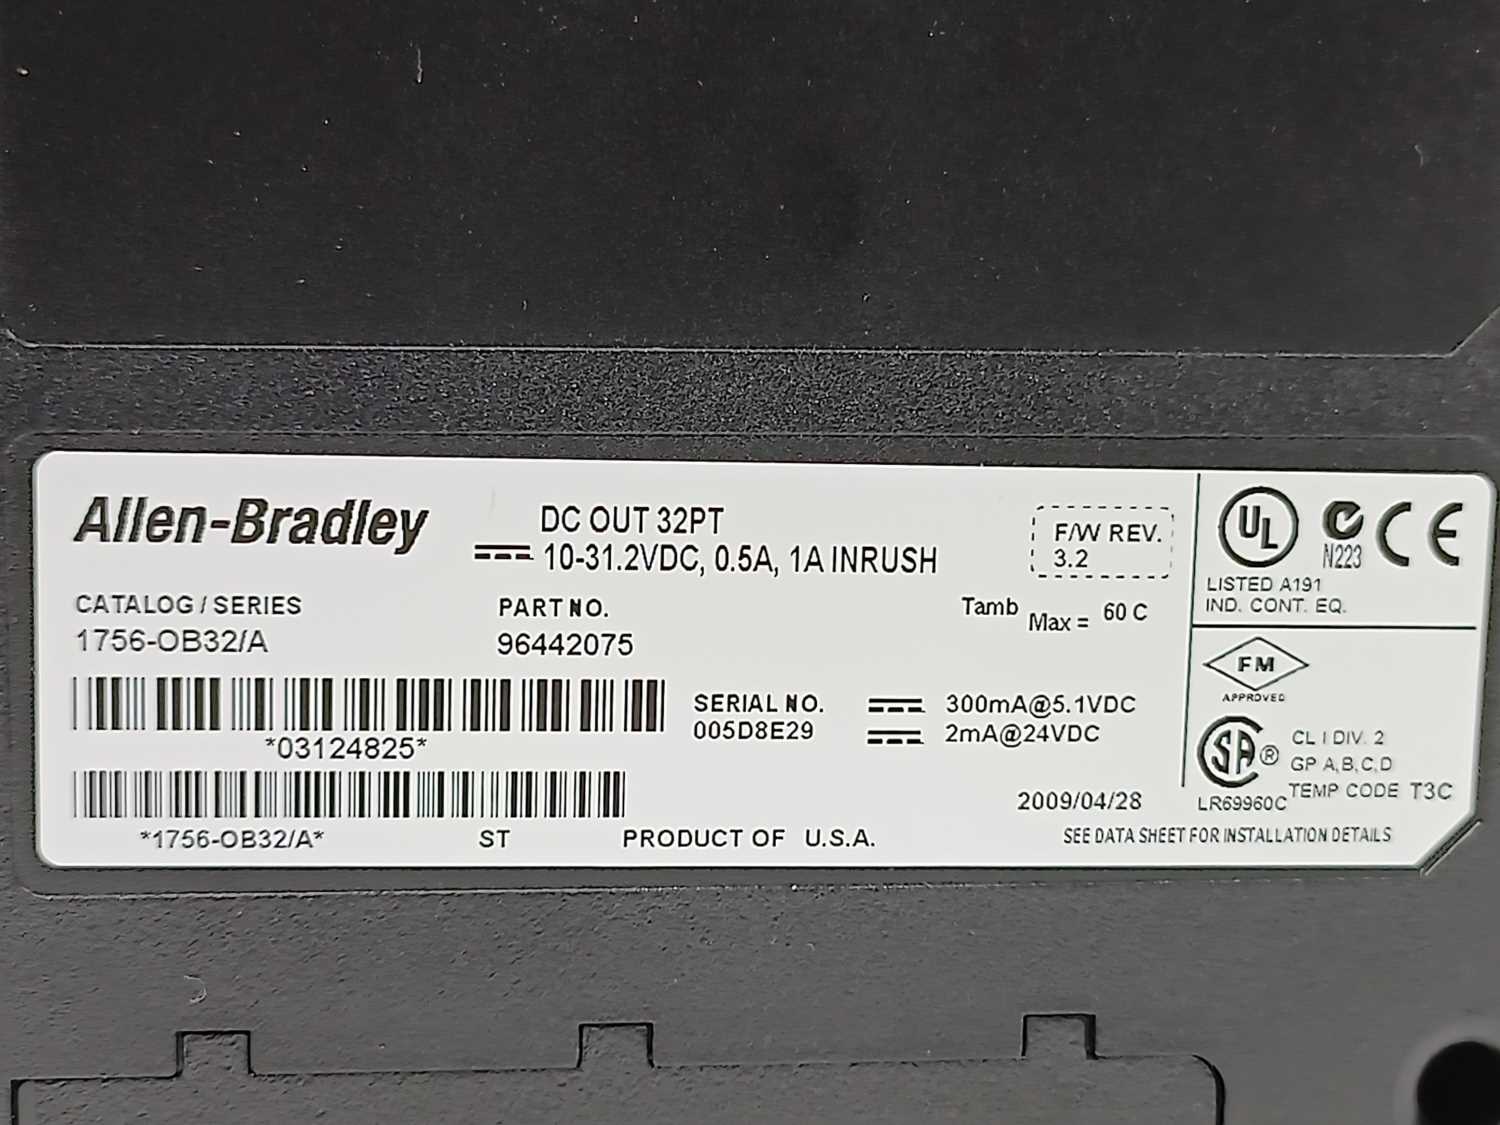 Allen-Bradley
DC OUT 32PT
10-31.2VDC, 0.5A, 1A INRUSH
F/W REV.
3.2
CATALOG / SERIES
1756-OB32/A
PART NO.
96442075
Tamb Max = 60 C
*03124825*
SERIAL NO.
005D8E29
300mA@5.1VDC
2mA@24VDC
2009/04/28
*1756-OB32/A*
ST
PRODUCT OF U.S.A.
UL
N223
CE
LISTED A191
IND. CONT. EQ.
FM
APPROVED
SA ®
LR69960C
CL I DIV. 2
GP A,B,C,D
TEMP CODE T3C
SEE DATA SHEET FOR INSTALLATION DETAILS